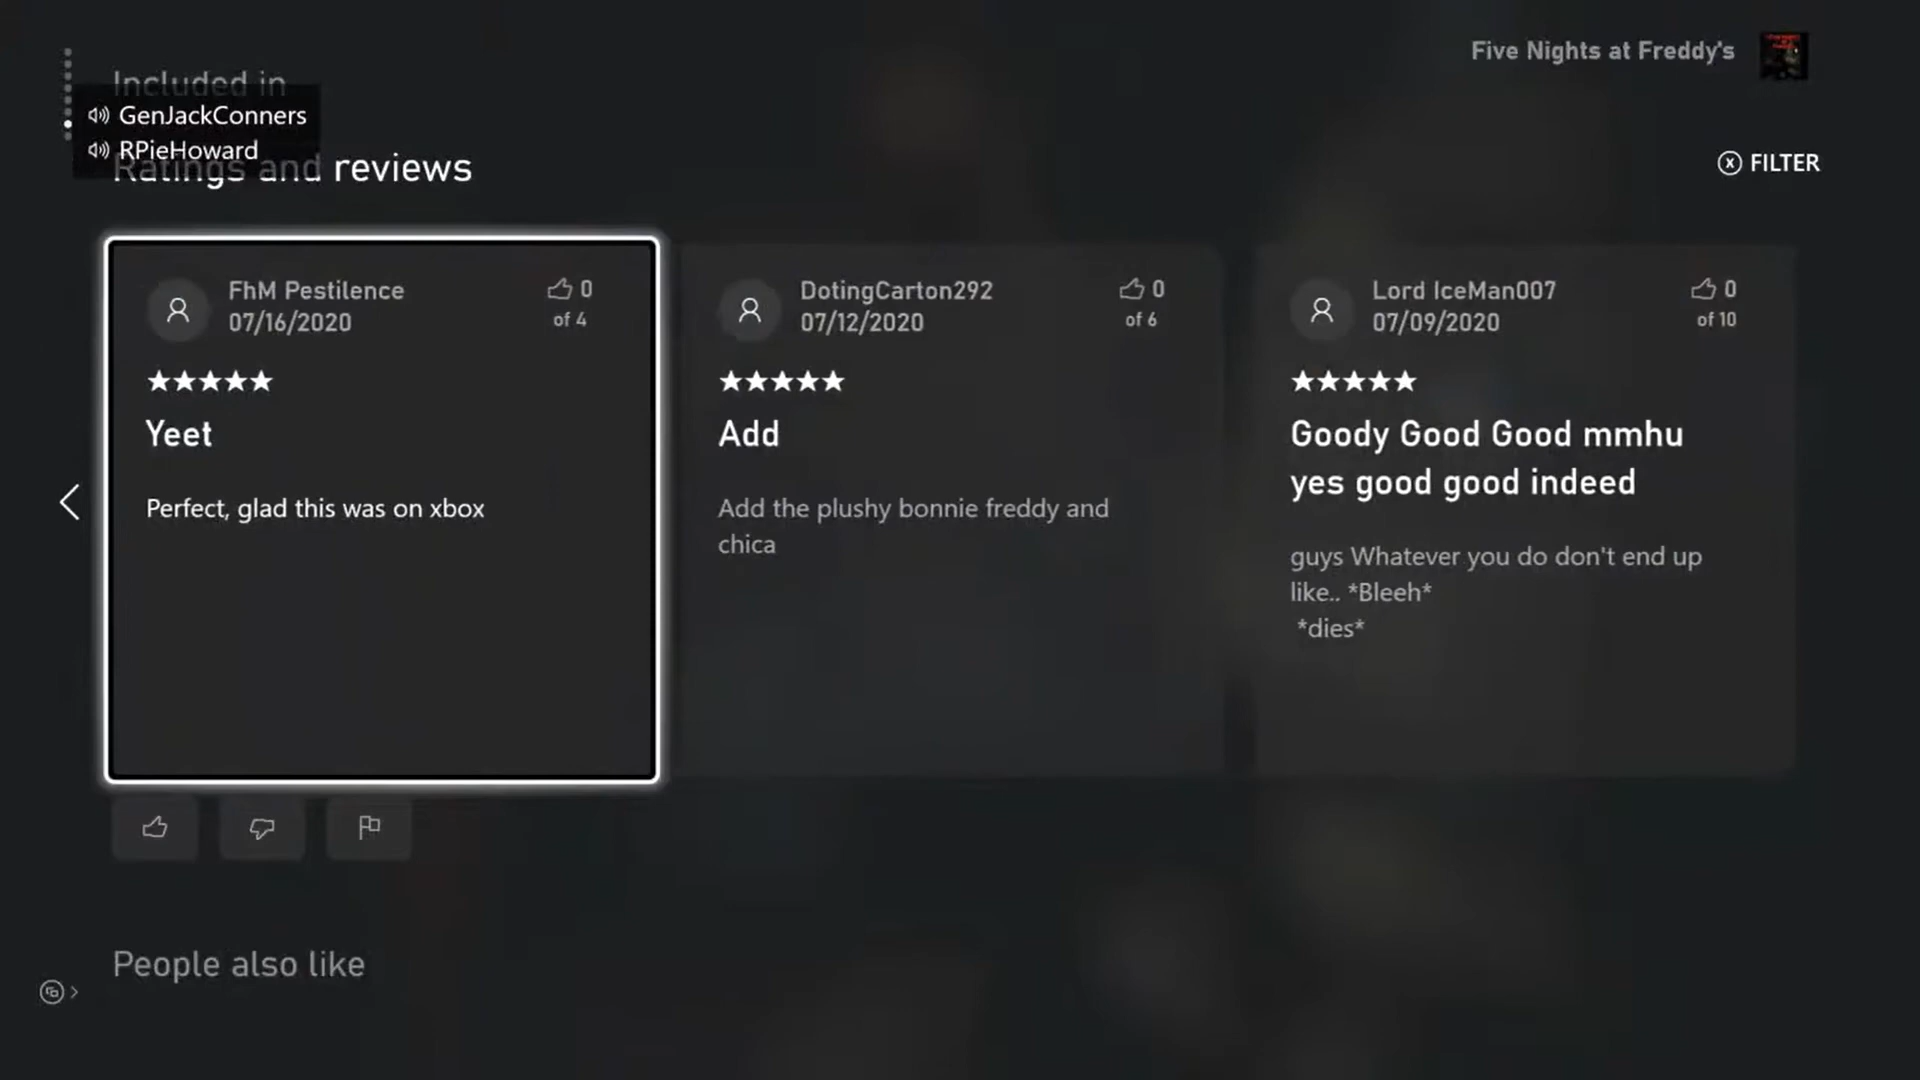 Five Nights at Freddy's
Included in
GenJackConners
RPieHoward
Ratings and reviews
FILTER
FhM Pestilence
07/16/2020
0
of 4
Yeet
Perfect, glad this was on xbox
DotingCarton292
07/12/2020
0
of 6
Add
Add the plushy bonnie freddy and
chica
Lord IceMan007
07/09/2020
0
of 10
Goody Good Good mmhu
yes good good indeed
guys Whatever you do don't end up
like.. *Bleeh*
*dies*
People also like